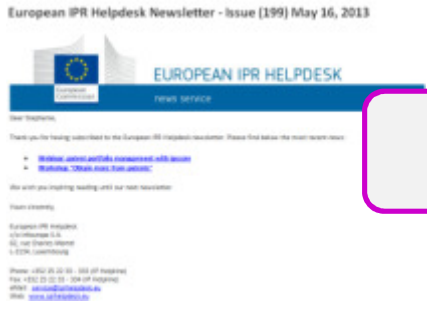 European IPR Helpdesk Newsletter - Issue (199) May 16, 2013
European
Commission
EUROPEAN IPR HELPDESK
news service
Dear Stephanie,
Thank you for having subscribed to the European IPR Helpdesk newsletter. Please find below the most recent news:
Webinar: patent portfolio management with ipscore
Workshop: "Obtain more from patents"
We wish you inspiring reading until our next newsletter.
Yours sincerely,
European IPR Helpdesk
c/o infeurope S.A.
62, rue Charles Martel
L-2134, Luxembourg
Phone: +352 25 22 33 - 333 (IP Helpline)
Fax: +352 25 22 33 - 334 (IP Helpline)
eMail: service@iprhelpdesk.eu
Web: www.iprhelpdesk.eu